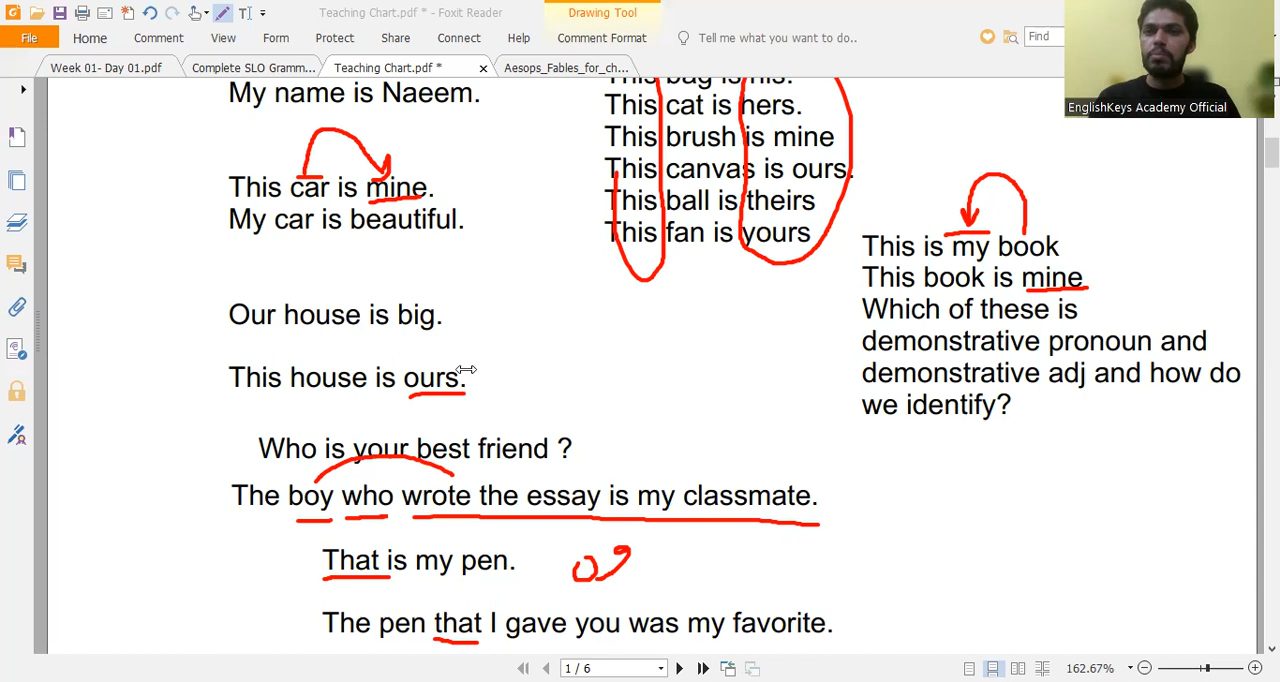 Teaching Chart.pdf * - Foxit Reader
Drawing Tool
File
Home
Comment
View
Form
Protect
Share
Connect
Help
Comment Format
Tell me what you want to do..
Find
Week 01- Day 01.pdf
Complete SLO Gramm...
Teaching Chart.pdf *
Aesops_Fables_for_ch...
EnglishKeys Academy Official
My name is Naeem.
This car is mine.
My car is beautiful.
Our house is big.
This house is ours.
Who is your best friend ?
The boy who wrote the essay is my classmate.
That is my pen.
The pen that I gave you was my favorite.
This bag is his.
This cat is hers.
This brush is mine
This canvas is ours.
This ball is theirs
This fan is yours
This is my book
This book is mine
Which of these is
demonstrative pronoun and
demonstrative adj and how do
we identify?
1 / 6
162.67%